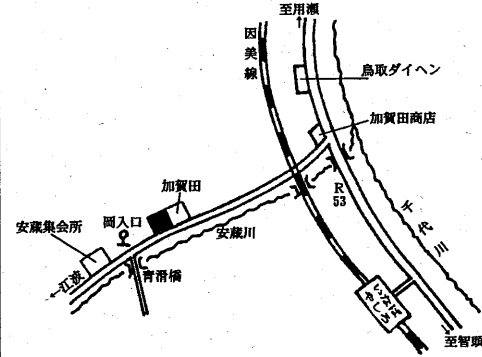 至用瀬
因美線
鳥取ダイヘン
加賀田商店
加賀田
岡入口
安蔵集会所
安蔵川
R
53
千代川
←江波
青滑橋
いなば
やしろ
至智頭